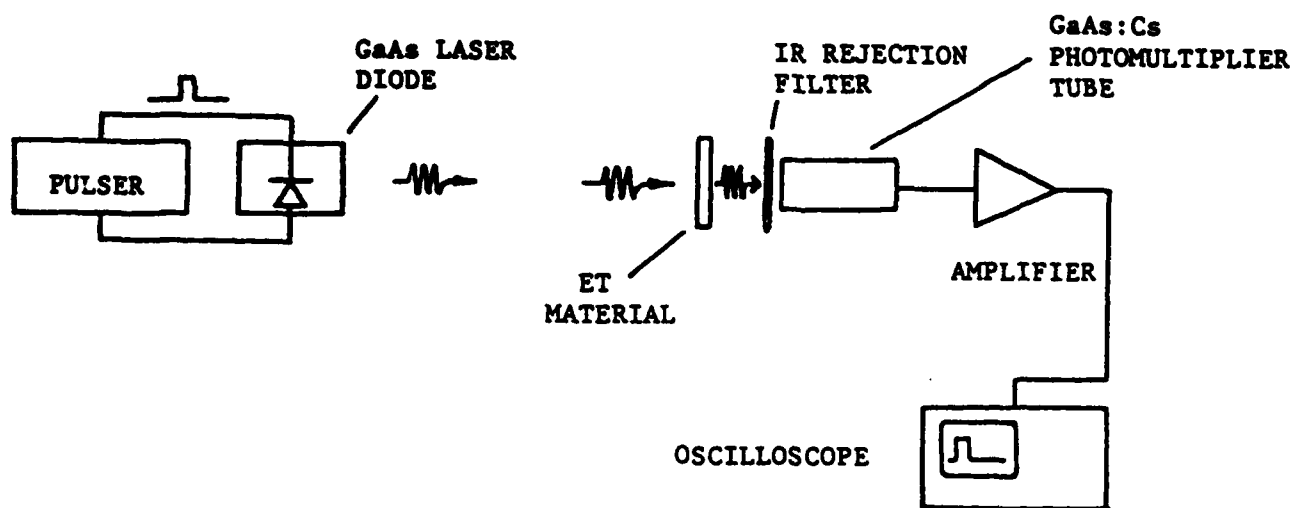 GaAs LASER
DIODE
PULSER
IR REJECTION
FILTER
GaAs:Cs
PHOTOMULTIPLIER
TUBE
ET
MATERIAL
AMPLIFIER
OSCILLOSCOPE